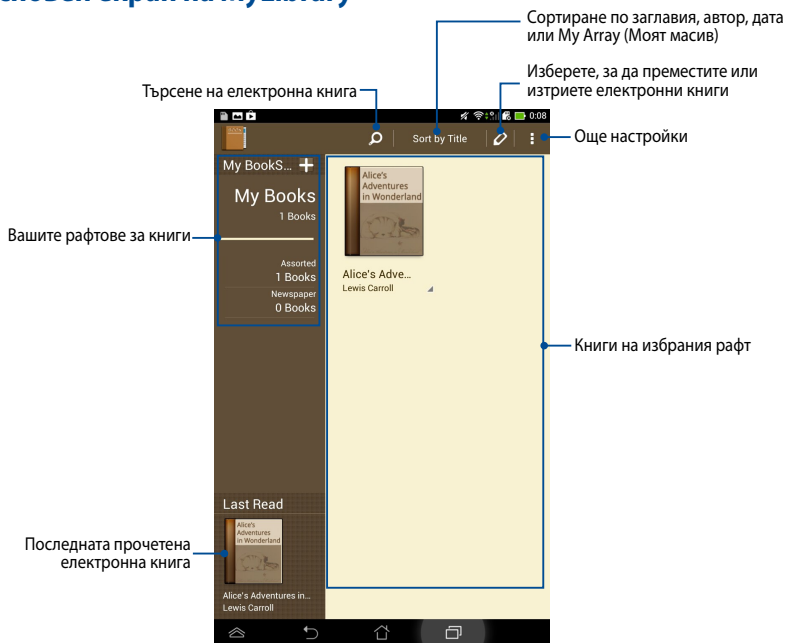 Сортиране по заглавия, автор, дата
или My Array (Моят масив)
Изберете, за да преместите или
изтриете електронни книги
Търсене на електронна книга
0:08
Sort by Title
Още настройки
My BookS...
My Books
1 Books
Вашите рафтове за книги
Assorted
1 Books
Newspaper
0 Books
Alice's
Adventures
in Wonderland
Alice's Adve...
Lewis Carroll
Книги на избрания рафт
Last Read
Alice's
Adventures
in Wonderland
Последната прочетена
електронна книга
Alice's Adventures in...
Lewis Carroll